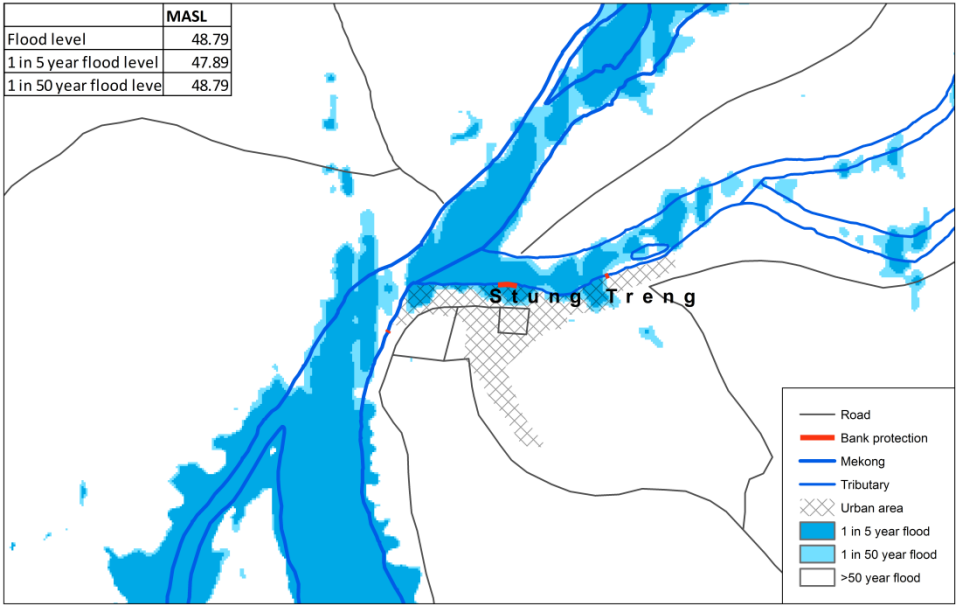 MASL
Flood level 48.79
1 in 5 year flood level 47.89
1 in 50 year flood leve 48.79
Stung Treng
Road
Bank protection
Mekong
Tributary
Urban area
1 in 5 year flood
1 in 50 year flood
>50 year flood